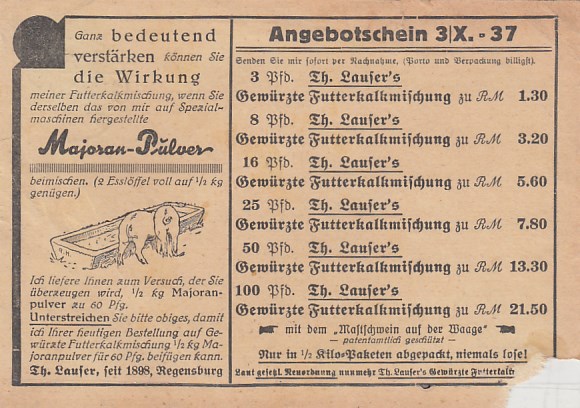 Ganz bedeutend
verstärken können Sie
die Wirkung
meiner Futterkalkmischung, wenn Sie
derselben das von mir auf Spezial-
maschinen hergestellte
Majoran-Pulver
beimischen. (2 Esslöffel voll auf ½ kg
genügen.)
Ich liefere Ihnen zum Versuch, der Sie
überzeugen wird, ½ kg Majoran-
pulver zu 60 Pfg.
Unterstreichen Sie bitte obiges, damit
ich Ihrer heutigen Bestellung auf Ge-
würzte Futterkalkmischung ½ kg Ma-
joranpulver für 60 Pfg. beifügen kann.
Th. Lauser, seit 1898, Regensburg
Angebotschein 3|X. - 37
Senden Sie mir sofort per Nachnahme, (Porto und Verpackung billigst).
3 Pfd. Th. Lauser's
Gewürzte Futterkalkmischung zu RM 1.30
8 Pfd. Th. Lauser's
Gewürzte Futterkalkmischung zu RM 3.20
16 Pfd. Th. Lauser's
Gewürzte Futterkalkmischung zu RM 5.60
25 Pfd. Th. Lauser's
Gewürzte Futterkalkmischung zu RM 7.80
50 Pfd. Th. Lauser's
Gewürzte Futterkalkmischung zu RM 13.30
100 Pfd. Th. Lauser's
Gewürzte Futterkalkmischung zu RM 21.50
mit dem „Mastschwein auf der Waage"
— patentamtlich geschützt —
Nur in ½ Kilo-Paketen abgepackt, niemals lose!
Laut gesetzl. Neuordnung nunmehr Th. Lauser's Gewürzte Futterkalk